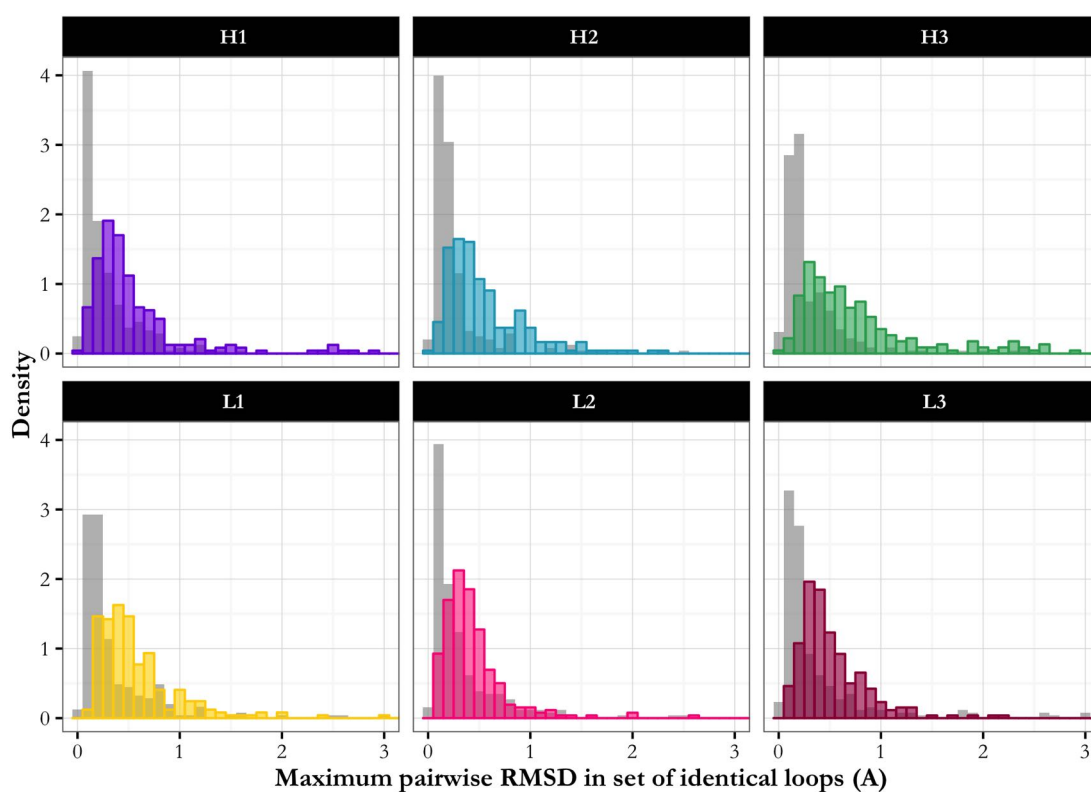 H1 H2 H3
4
3
2
1
0
L1 L2 L3
4
3
2
1
0
0 1 2 3 0 1 2 3 0 1 2 3
Density
Maximum pairwise RMSD in set of identical loops (A)